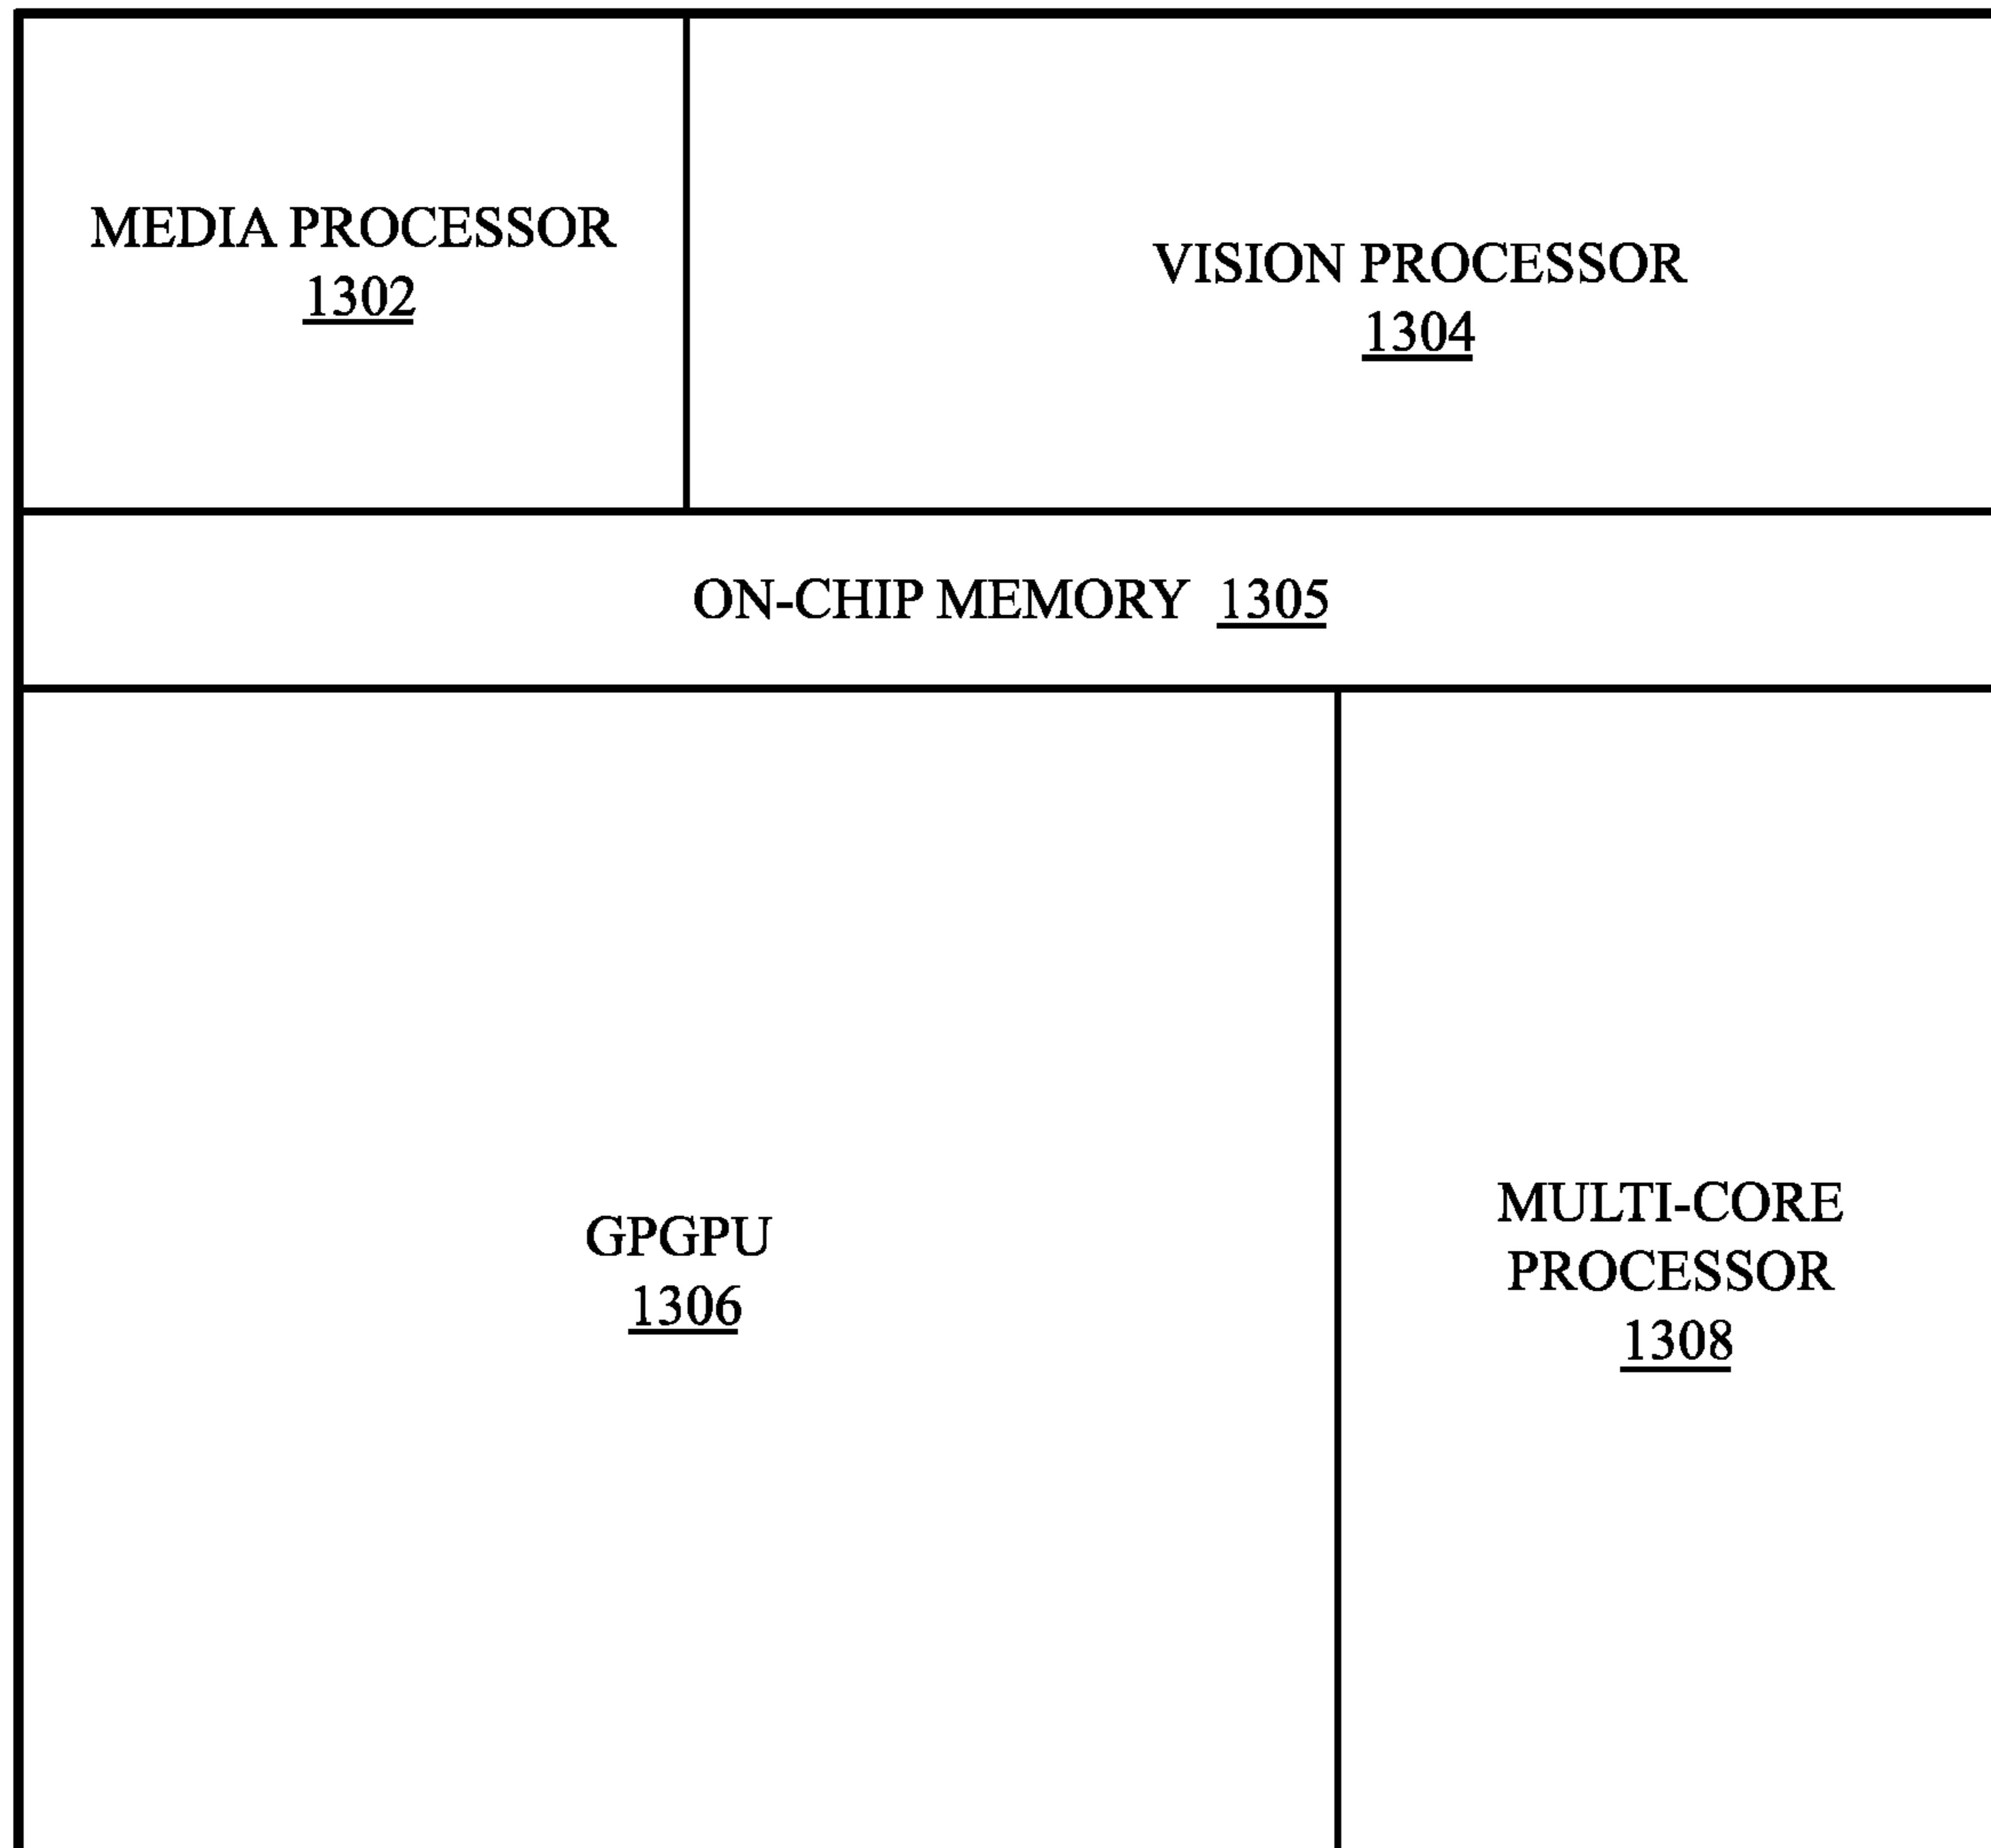 MEDIA PROCESSOR
1302
VISION PROCESSOR
1304
ON-CHIP MEMORY 1305
GPGPU
1306
MULTI-CORE
PROCESSOR
1308